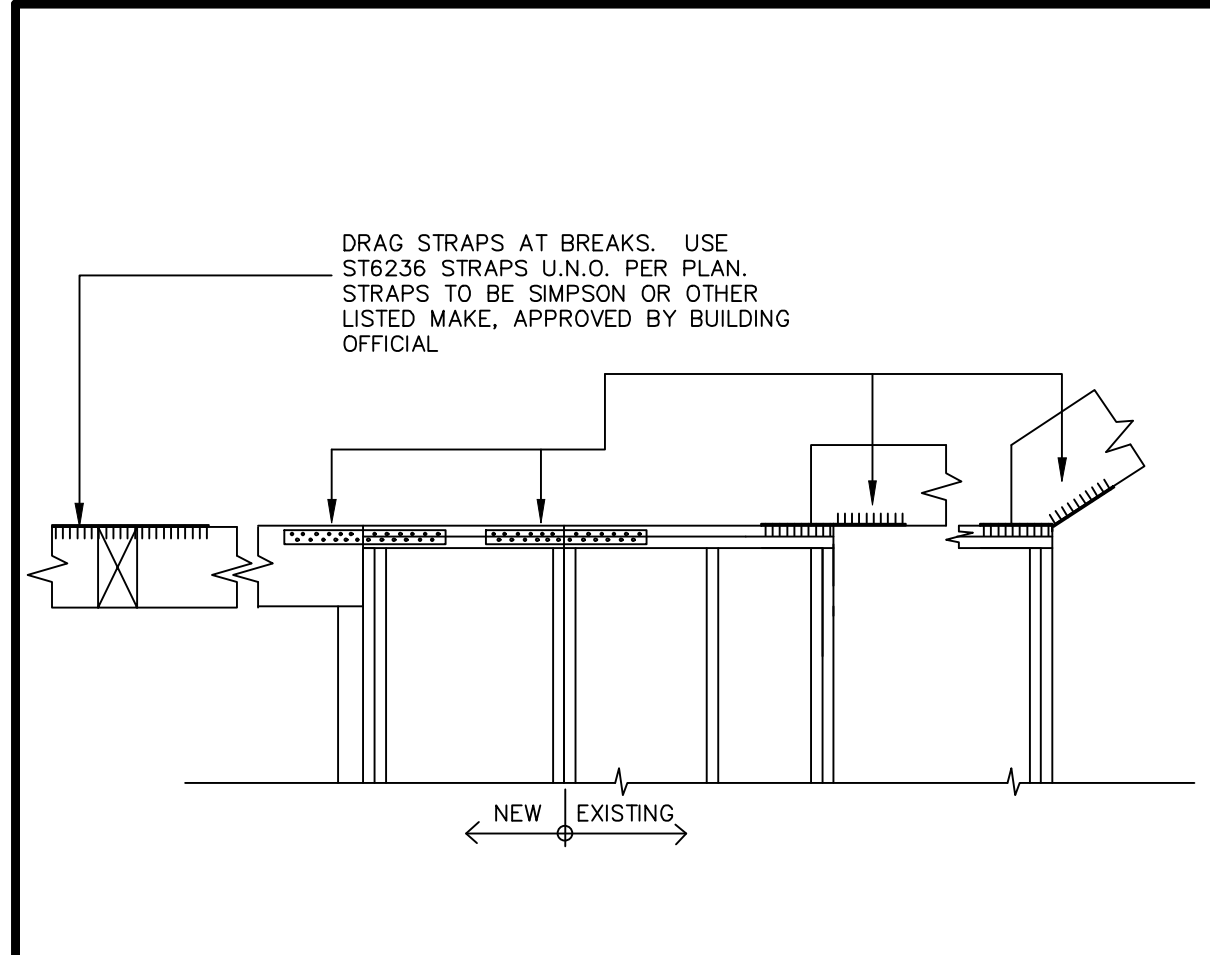 DRAG STRAPS AT BREAKS. USE
ST6236 STRAPS U.N.O. PER PLAN.
STRAPS TO BE SIMPSON OR OTHER
LISTED MAKE, APPROVED BY BUILDING
OFFICIAL
NEW EXISTING